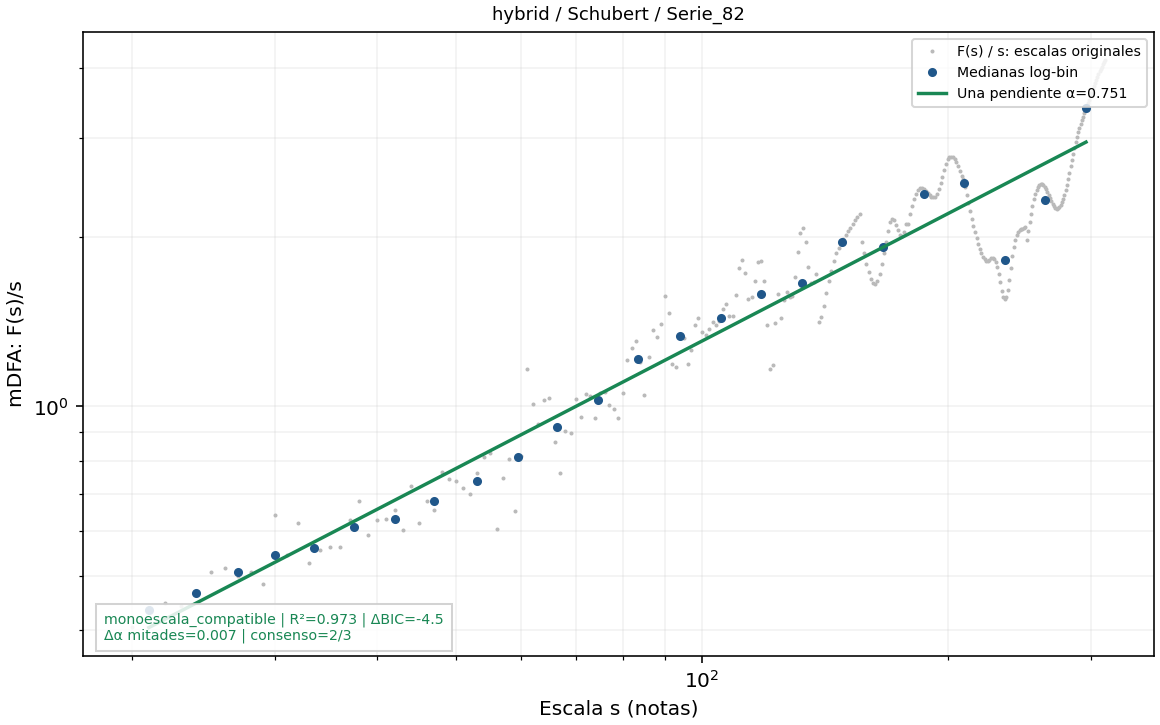 hybrid / Schubert / Serie_82
F(s) / s: escalas originales
Medianas log-bin
Una pendiente α=0.751
mDFA: F(s)/s
10⁰
monoescala_compatible | R²=0.973 | ΔBIC=-4.5
Δα mitades=0.007 | consenso=2/3
10²
Escala s (notas)